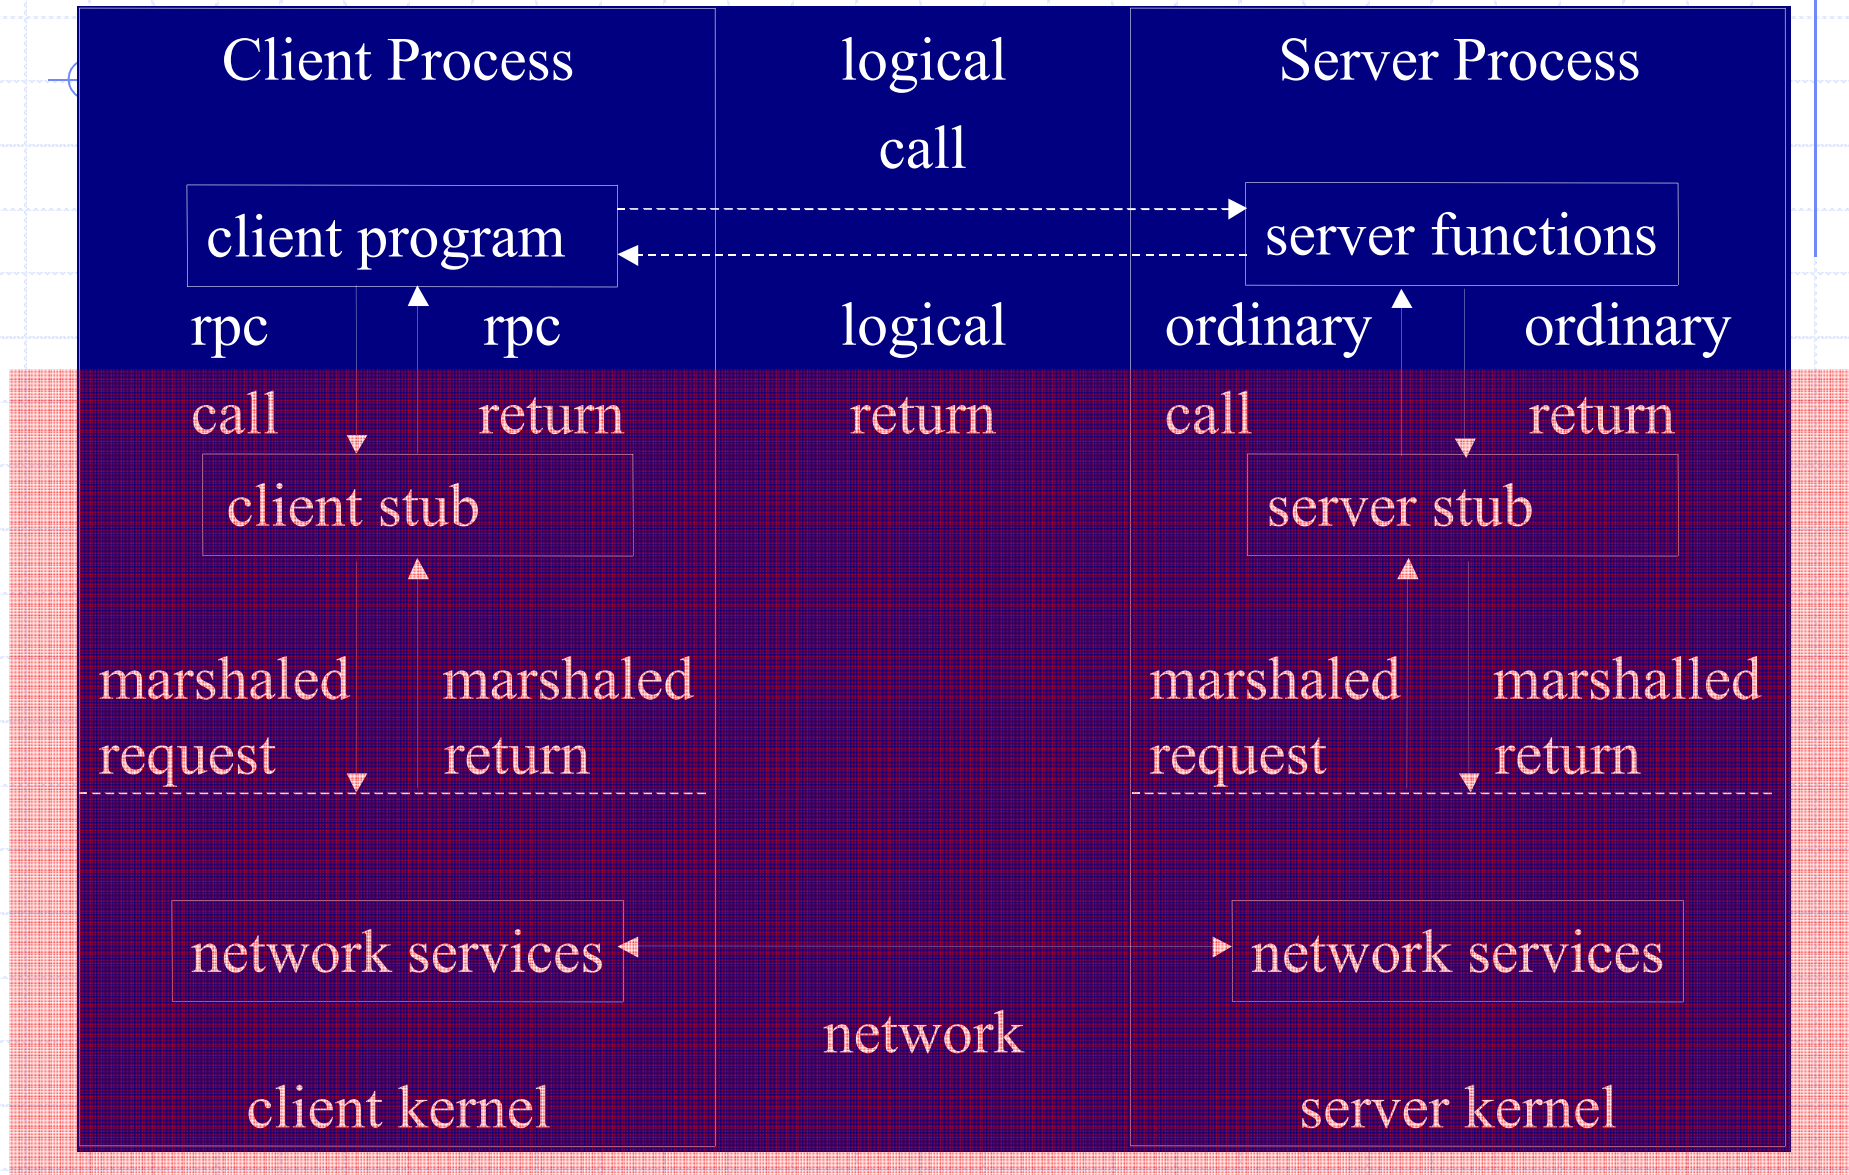 Client Process
logical
call
Server Process
client program
server functions
rpc
call
rpc
return
logical
return
ordinary
call
ordinary
return
client stub
server stub
marshaled
request
marshaled
return
marshaled
request
marshalled
return
network services
network services
network
client kernel
server kernel